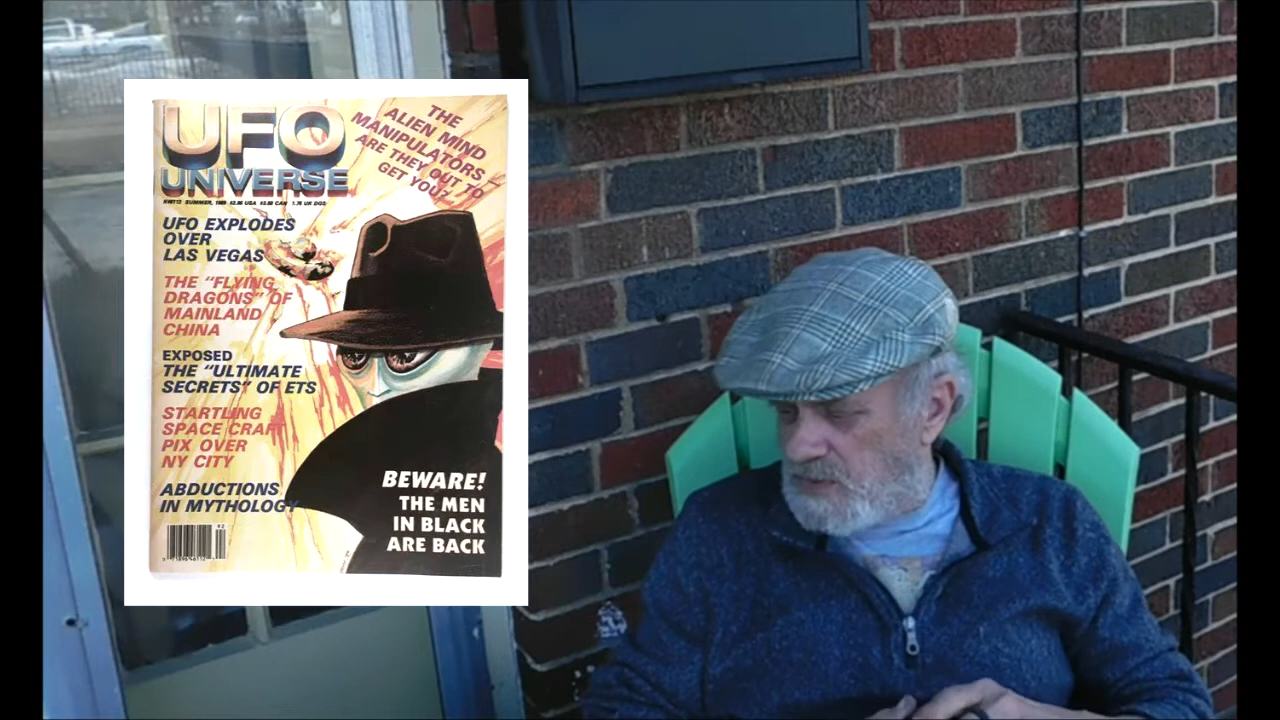 UFO
UNIVERSE
SUMMER, 1989
THE
ALIEN MIND
MANIPULATORS—
ARE THEY OUT TO
GET YOU?
UFO EXPLODES
OVER
LAS VEGAS
THE "FLYING
DRAGONS" OF
MAINLAND
CHINA
EXPOSED
THE "ULTIMATE
SECRETS" OF ETS
STARTLING
SPACE CRAFT
PIX OVER
NY CITY
ABDUCTIONS
IN MYTHOLOGY
BEWARE!
THE MEN
IN BLACK
ARE BACK